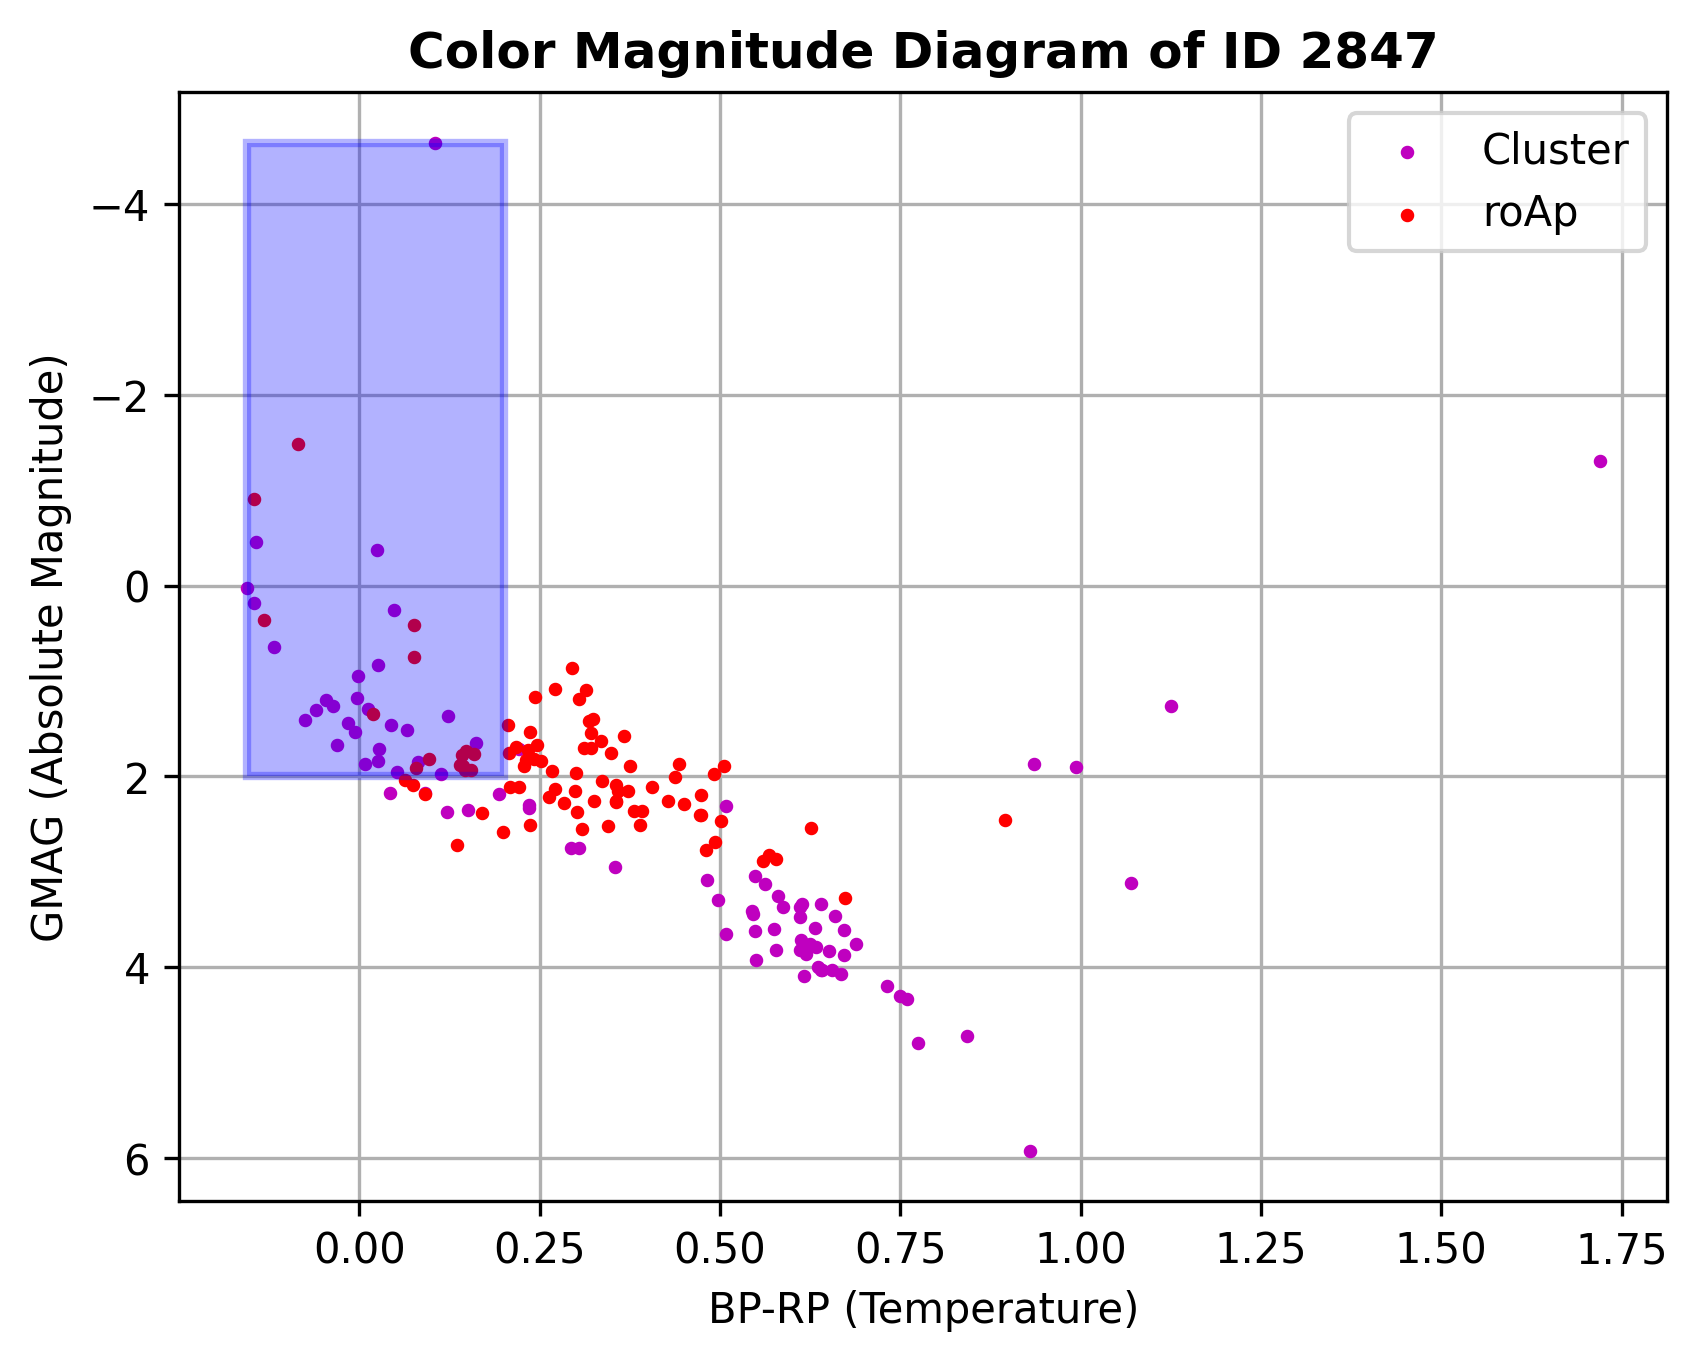 Color Magnitude Diagram of ID 2847
Cluster
roAp
GMAG (Absolute Magnitude)
−4
−2
0
2
4
6
0.00 0.25 0.50 0.75 1.00 1.25 1.50 1.75
BP-RP (Temperature)